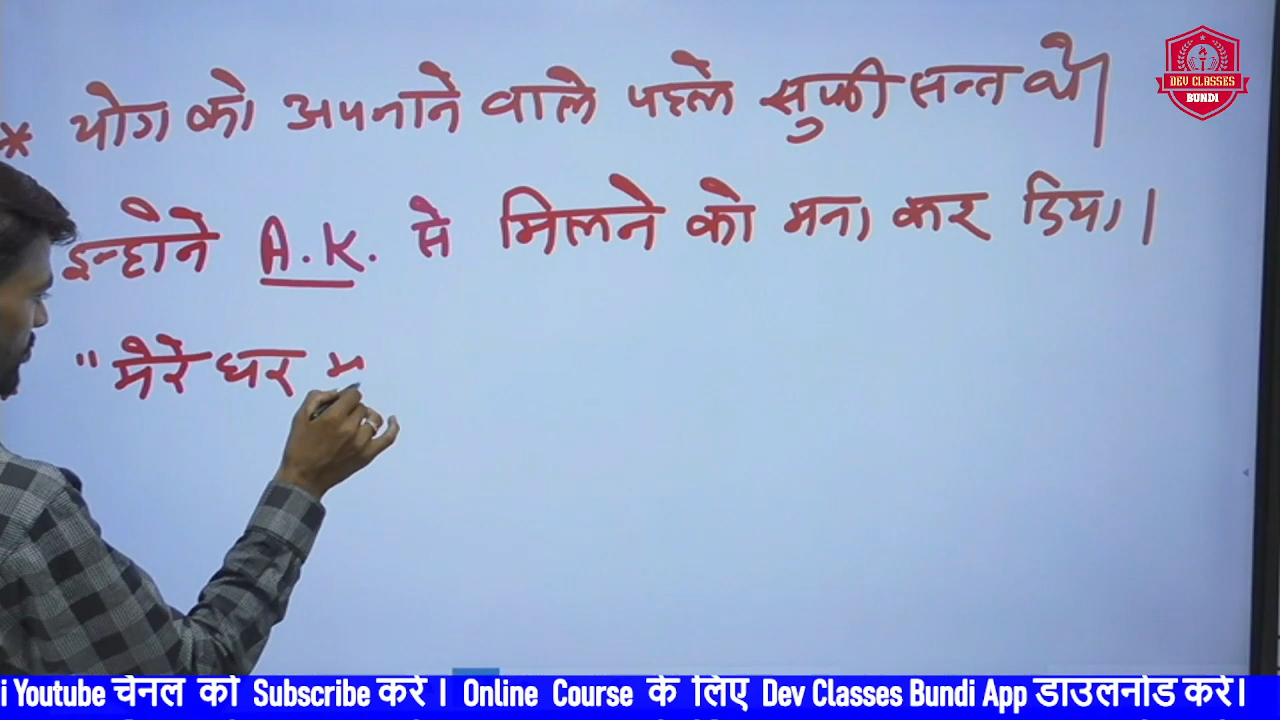 DEV CLASSES
BUNDI
* योग को अपनाने वाले पहले सुफी सन्त थे।
इन्होने A.K. से मिलने को मना कर दिया।
"मेरे घर म
i Youtube चेनल को Subscribe करे । Online Course के लिए Dev Classes Bundi App डाउलनोड करे।